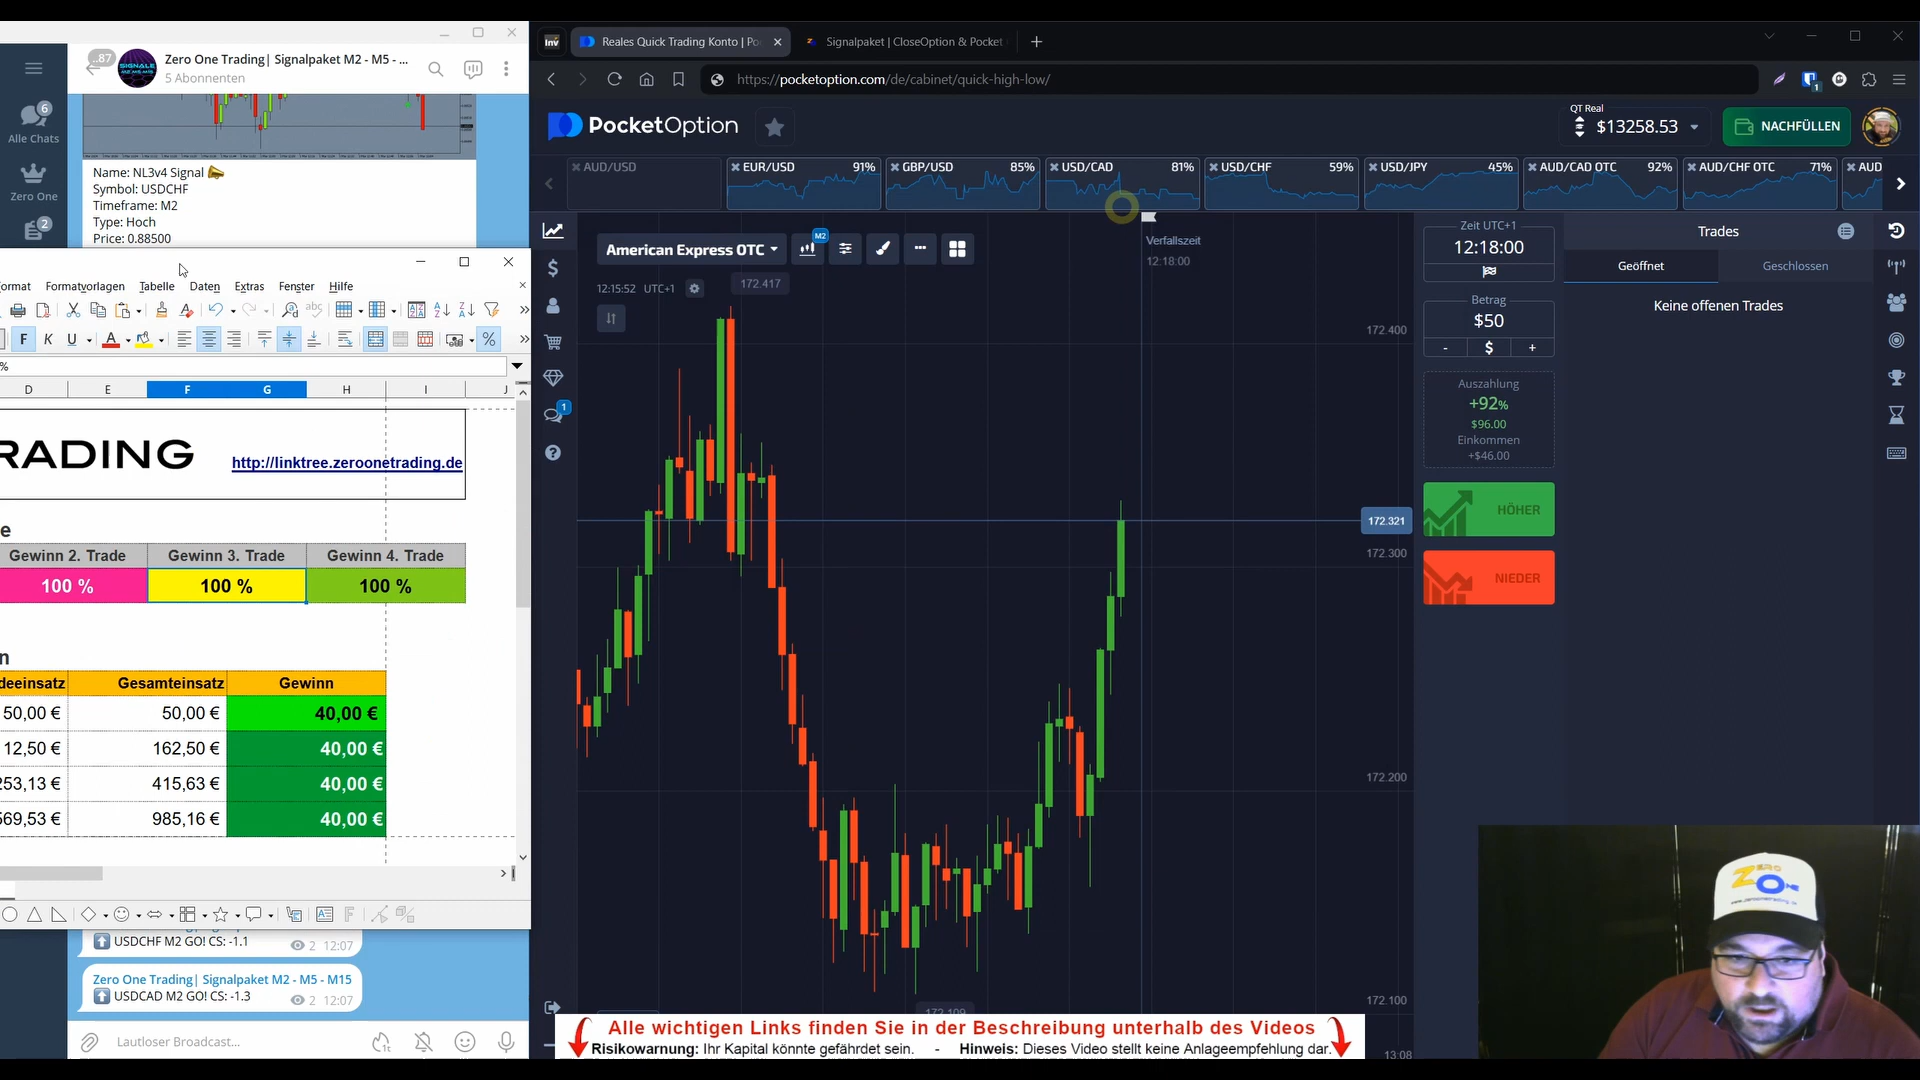 ..87
Zero One Trading| Signalpaket M2 - M5 - ...
5 Abonnenten
6
Alle Chats
Zero One
2
Name: NL3v4 Signal
Symbol: USDCHF
Timeframe: M2
Type: Hoch
Price: 0.88500
ormat Formatvorlagen Tabelle Daten Extras Fenster Hilfe
F K U
%
D E F G H I J
RADING
http://linktree.zeroonetrading.de
e
Gewinn 2. Trade Gewinn 3. Trade Gewinn 4. Trade
100 % 100 % 100 %
n
deeinsatz Gesamteinsatz Gewinn
50,00 € 50,00 € 40,00 €
12,50 € 162,50 € 40,00 €
253,13 € 415,63 € 40,00 €
569,53 € 985,16 € 40,00 €
USDCHF M2 GO! CS: -1.1
2 12:07
Zero One Trading| Signalpaket M2 - M5 - M15
USDCAD M2 GO! CS: -1.3
2 12:07
Lautloser Broadcast...
Inv
Reales Quick Trading Konto | Po
Signalpaket | CloseOption & Pocket
https://pocketoption.com/de/cabinet/quick-high-low/
1
PocketOption
QT Real
$13258.53
NACHFÜLLEN
AUD/USD
EUR/USD 91%
GBP/USD 85%
USD/CAD 81%
USD/CHF 59%
USD/JPY 45%
AUD/CAD OTC 92%
AUD/CHF OTC 71%
AUD
American Express OTC
M2
12:15:52 UTC+1
172.417
Verfallszeit
12:18:00
172.400
172.321
172.300
172.200
172.100
172.109
13:08
1
Zeit UTC+1
12:18:00
Betrag
$50
- $ +
Auszahlung
+92%
$96.00
Einkommen
+$46.00
HÖHER
NIEDER
Trades
Geöffnet Geschlossen
Keine offenen Trades
ZERO
ONE
Alle wichtigen Links finden Sie in der Beschreibung unterhalb des Videos
Risikowarnung: Ihr Kapital könnte gefährdet sein. - Hinweis: Dieses Video stellt keine Anlageempfehlung dar.